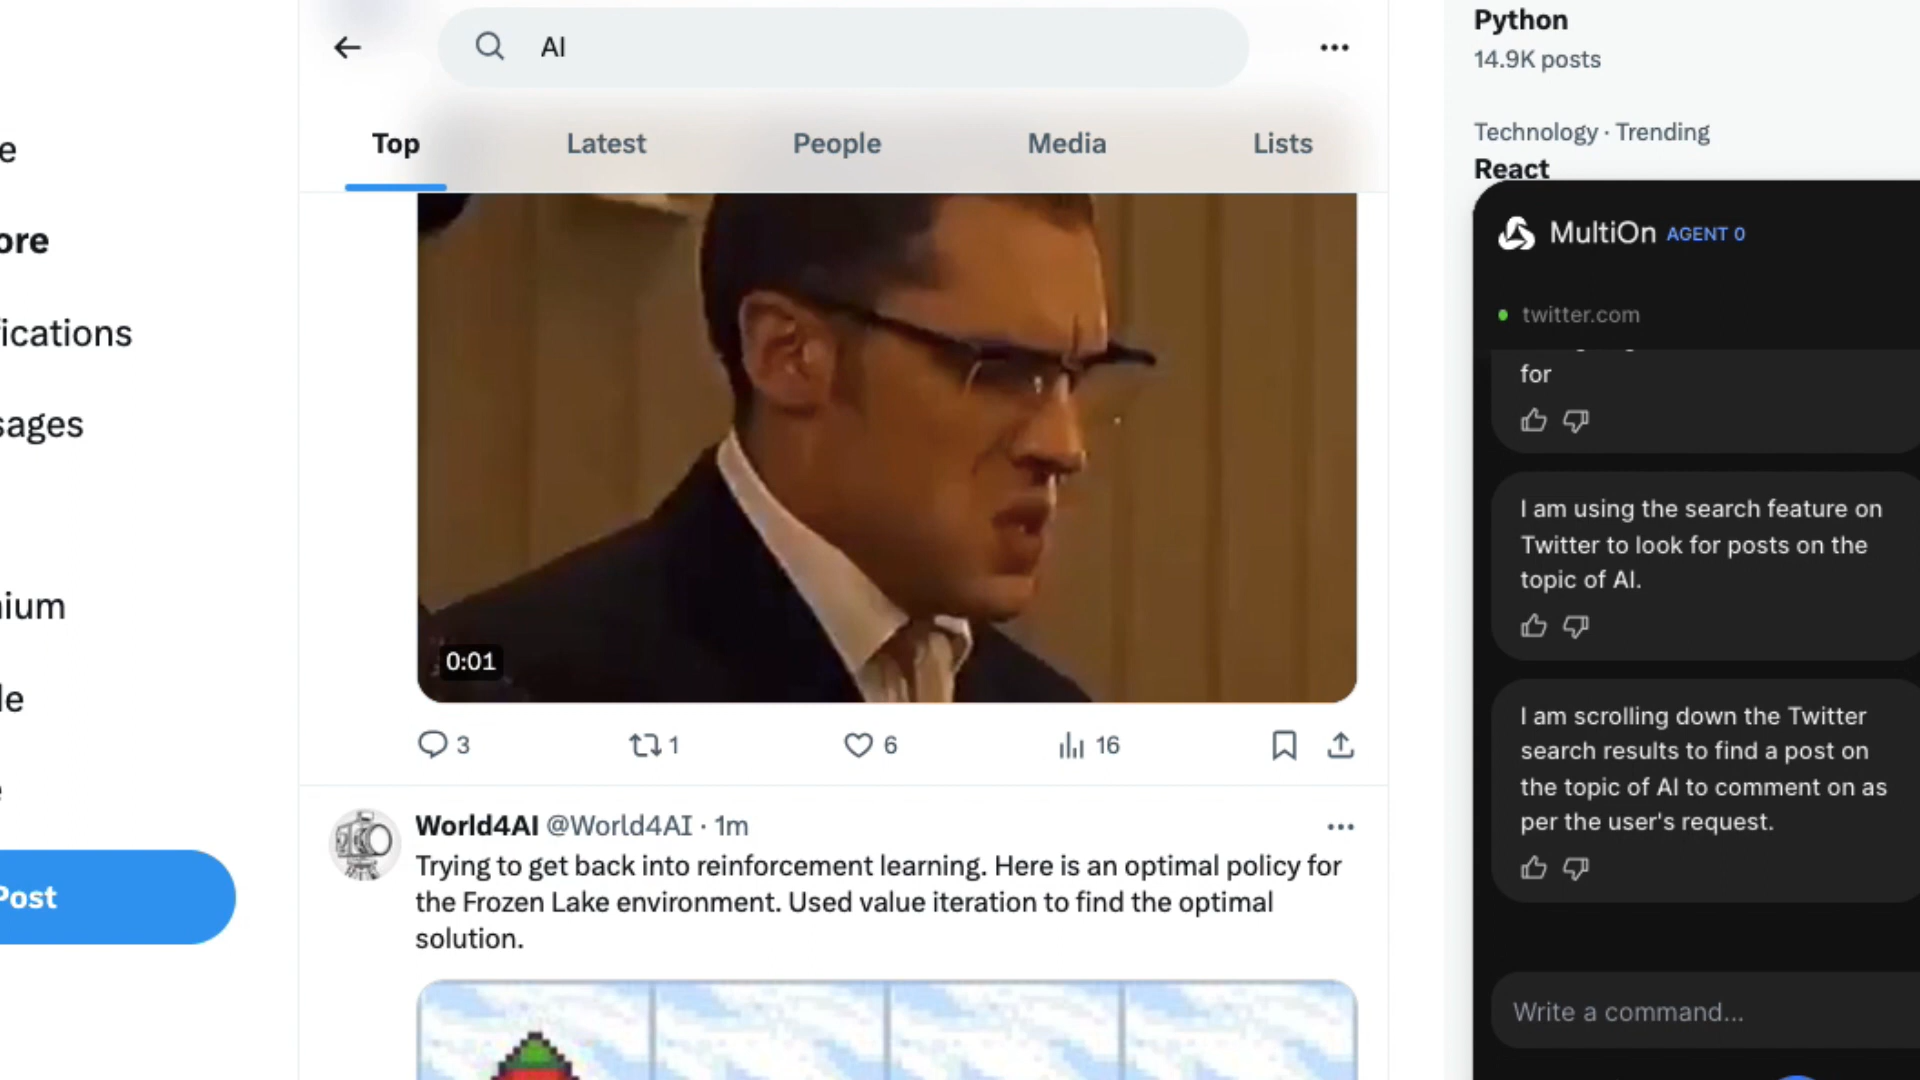 AI
Top
Latest
People
Media
Lists
0:01
3
1
6
16
World4AI @World4AI · 1m
Trying to get back into reinforcement learning. Here is an optimal policy for
the Frozen Lake environment. Used value iteration to find the optimal
solution.
e
ore
ications
sages
ium
le
e
Post
Python
14.9K posts
Technology · Trending
React
MultiOn AGENT 0
twitter.com
for
I am using the search feature on
Twitter to look for posts on the
topic of AI.
I am scrolling down the Twitter
search results to find a post on
the topic of AI to comment on as
per the user's request.
Write a command...